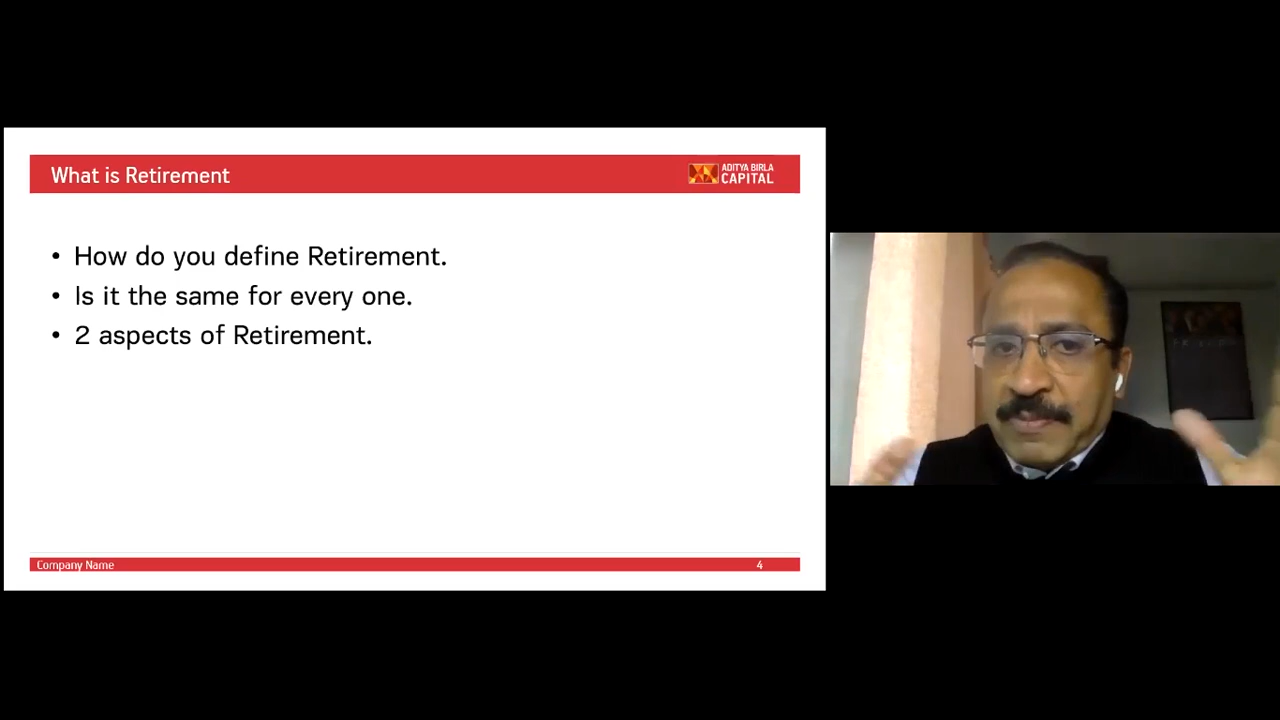 What is Retirement
ADITYA BIRLA
CAPITAL
• How do you define Retirement.
• Is it the same for every one.
• 2 aspects of Retirement.
Company Name
4